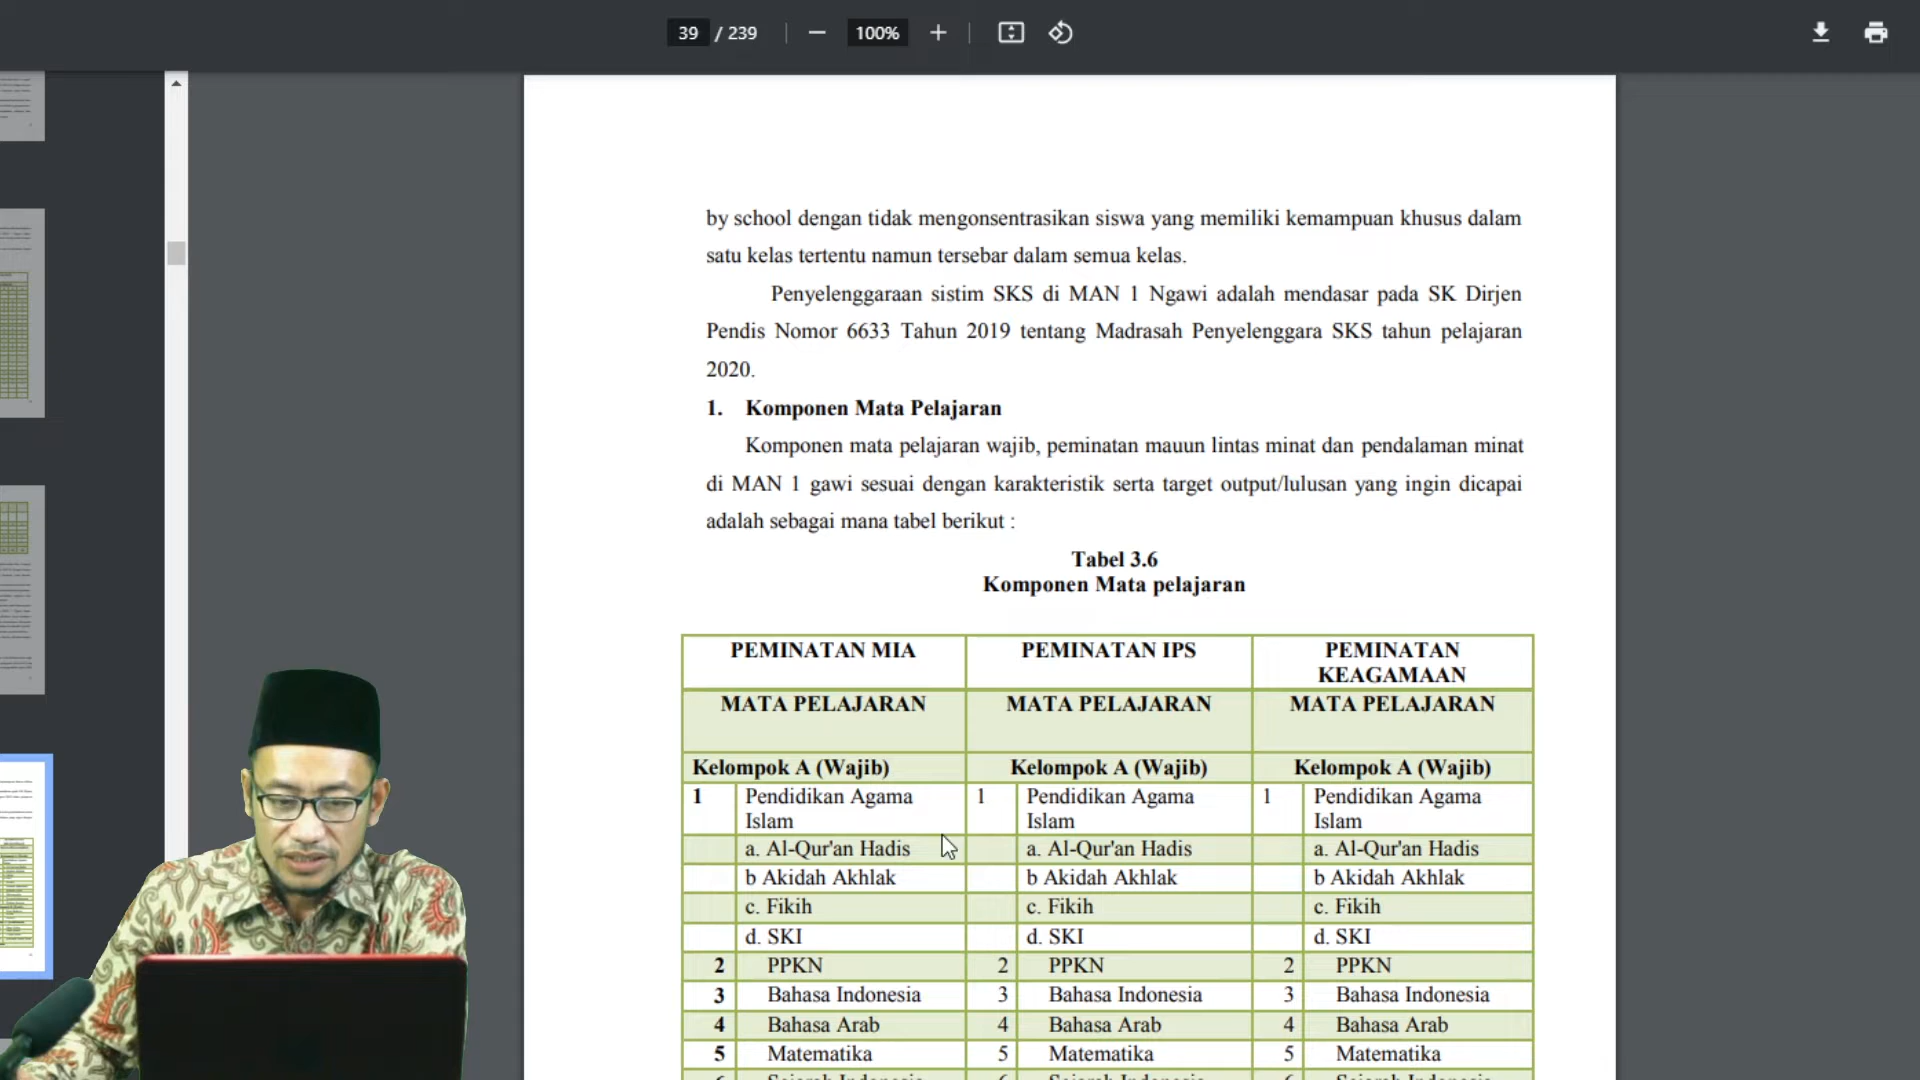 39 / 239 100%
by school dengan tidak mengonsentrasikan siswa yang memiliki kemampuan khusus dalam
satu kelas tertentu namun tersebar dalam semua kelas.
Penyelenggaraan sistim SKS di MAN 1 Ngawi adalah mendasar pada SK Dirjen
Pendis Nomor 6633 Tahun 2019 tentang Madrasah Penyelenggara SKS tahun pelajaran
2020.
1. Komponen Mata Pelajaran
Komponen mata pelajaran wajib, peminatan mauun lintas minat dan pendalaman minat
di MAN 1 gawi sesuai dengan karakteristik serta target output/lulusan yang ingin dicapai
adalah sebagai mana tabel berikut :
Tabel 3.6
Komponen Mata pelajaran
PEMINATAN MIA PEMINATAN IPS PEMINATAN
KEAGAMAAN
MATA PELAJARAN MATA PELAJARAN MATA PELAJARAN
Kelompok A (Wajib) Kelompok A (Wajib) Kelompok A (Wajib)
1 Pendidikan Agama 1 Pendidikan Agama 1 Pendidikan Agama
Islam Islam Islam
a. Al-Qur'an Hadis a. Al-Qur'an Hadis a. Al-Qur'an Hadis
b Akidah Akhlak b Akidah Akhlak b Akidah Akhlak
c. Fikih c. Fikih c. Fikih
d. SKI d. SKI d. SKI
2 PPKN 2 PPKN 2 PPKN
3 Bahasa Indonesia 3 Bahasa Indonesia 3 Bahasa Indonesia
4 Bahasa Arab 4 Bahasa Arab 4 Bahasa Arab
5 Matematika 5 Matematika 5 Matematika